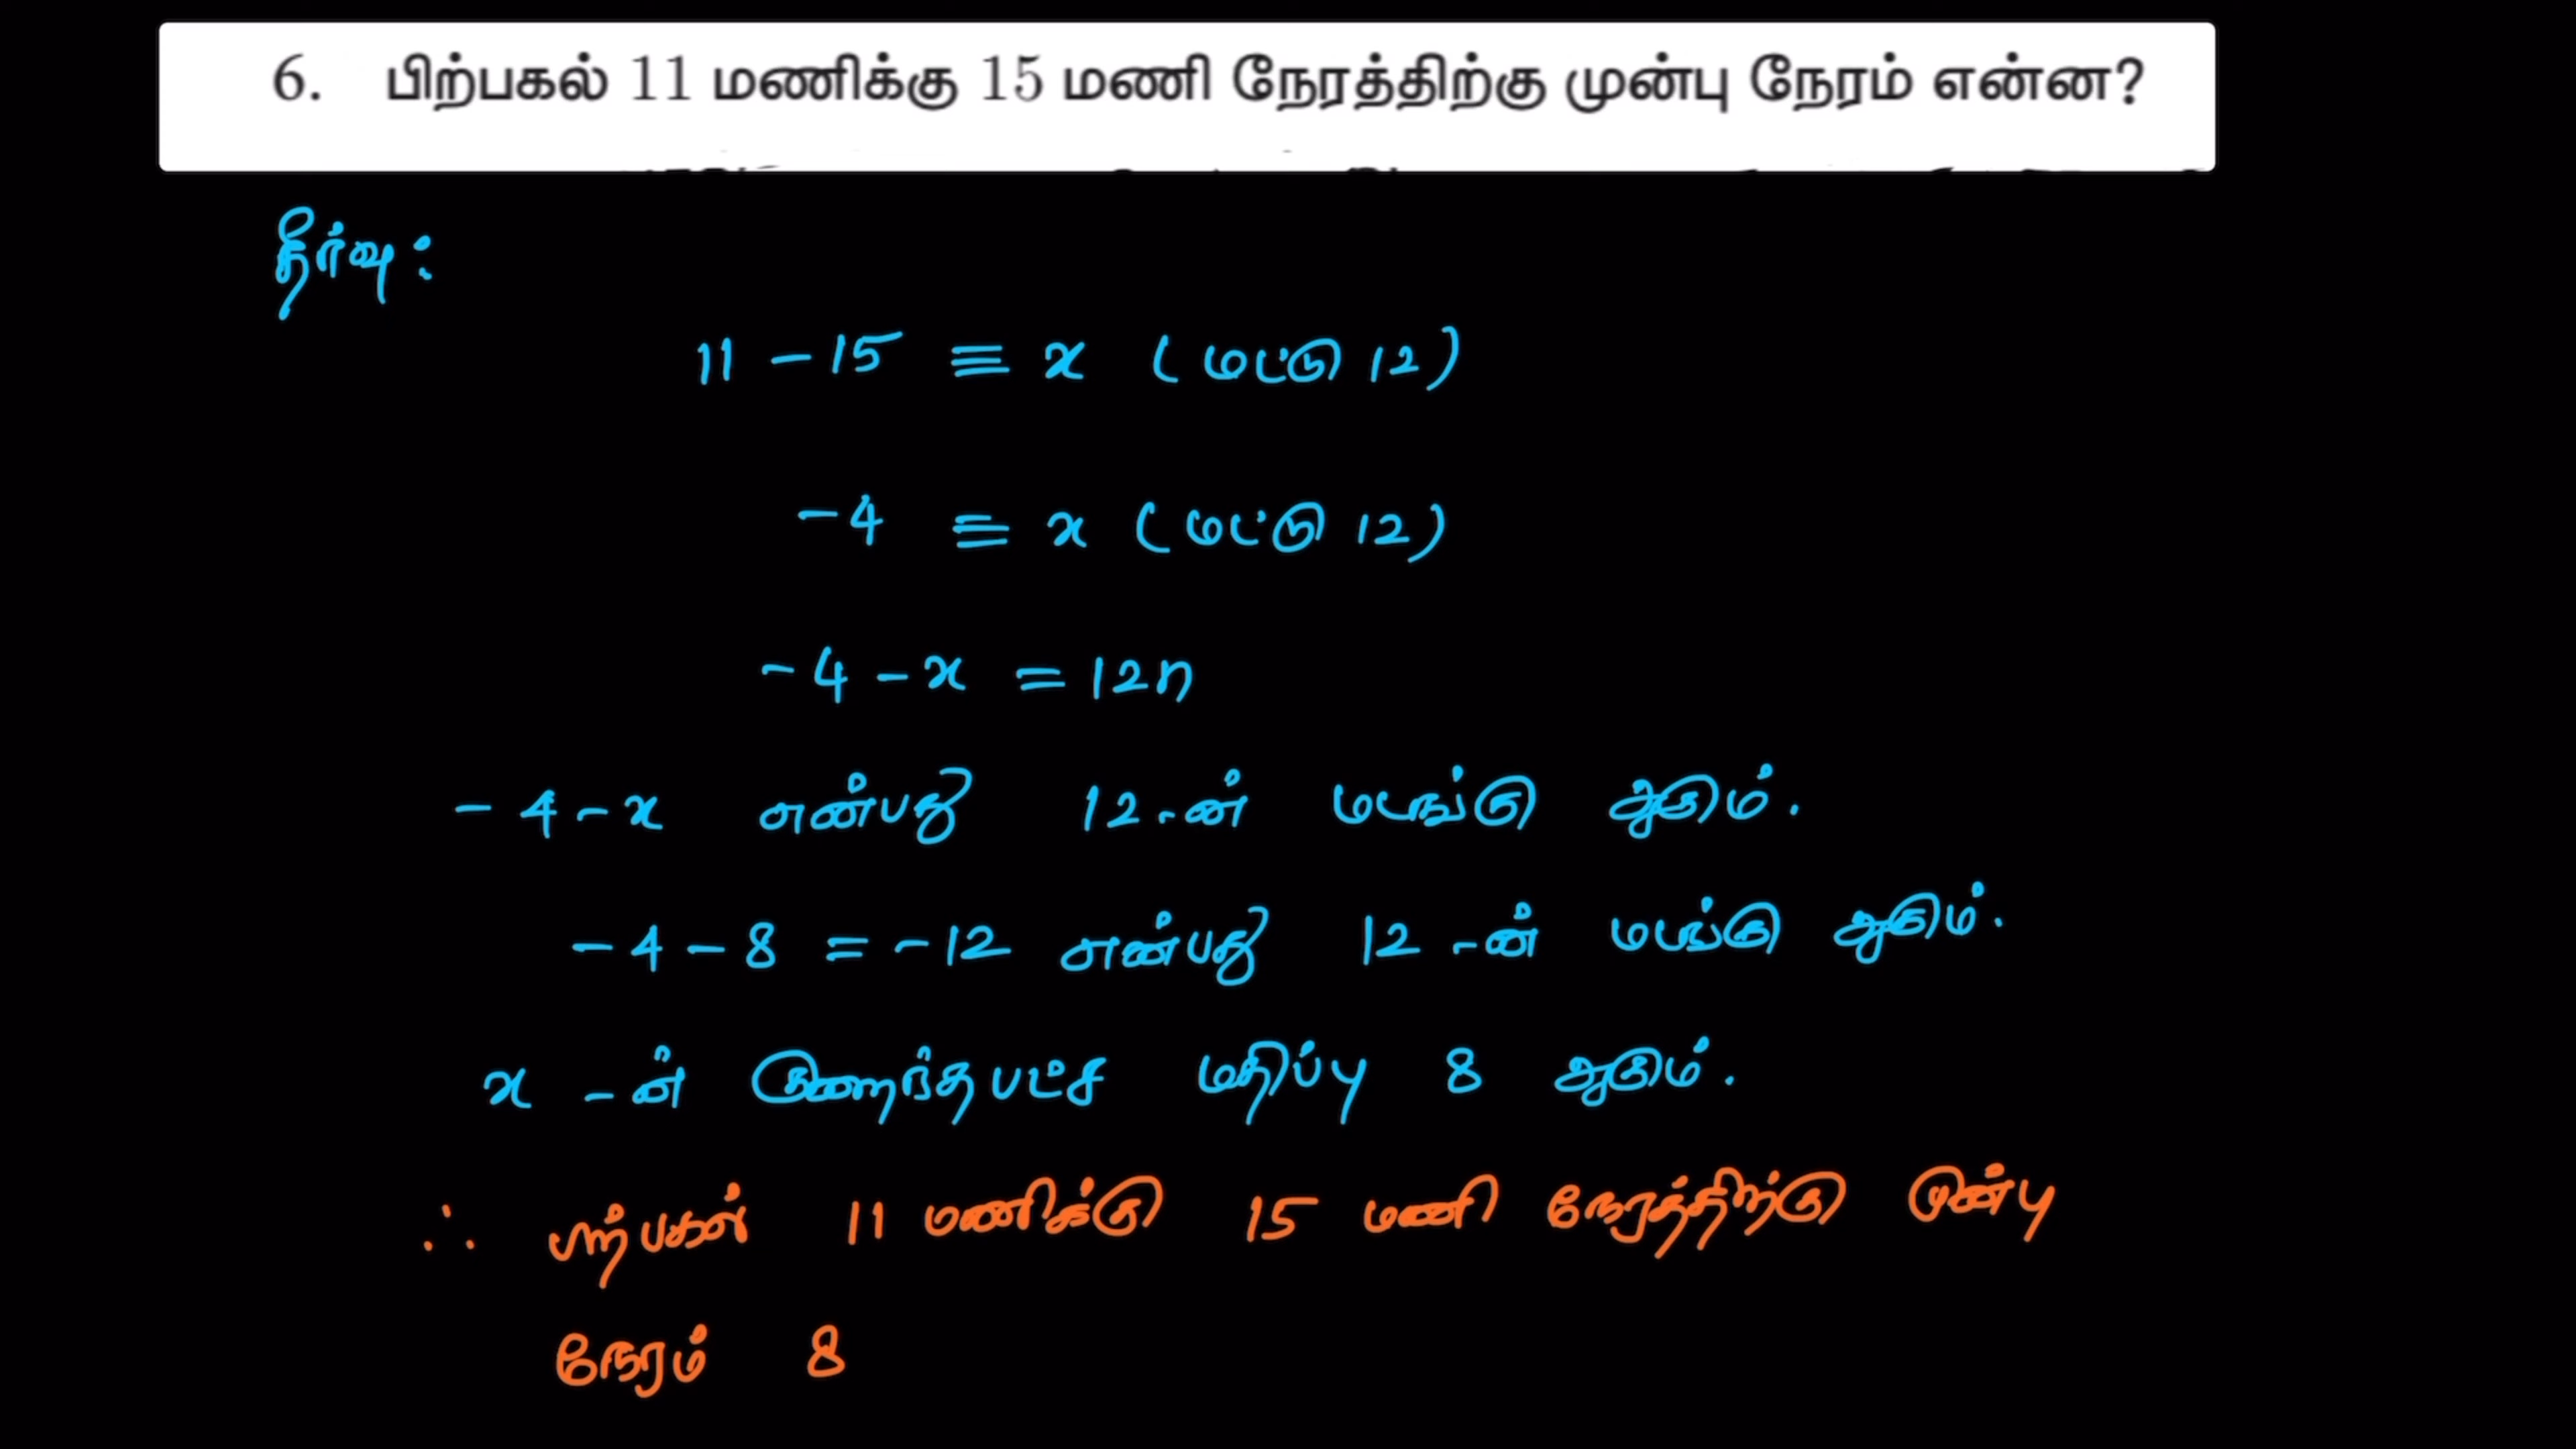 6. பிற்பகல் 11 மணிக்கு 15 மணி நேரத்திற்கு முன்பு நேரம் என்ன?
தீர்வு:
11 - 15 ≡ x (மட்டு 12)
-4 ≡ x (மட்டு 12)
-4 - x = 12n
-4 - x என்பது 12-ன் மடங்கு ஆகும்.
-4 - 8 = -12 என்பது 12-ன் மடங்கு ஆகும்.
x -ன் குறைந்தபட்ச மதிப்பு 8 ஆகும்.
∴ பிற்பகல் 11 மணிக்கு 15 மணி நேரத்திற்கு முன்பு
நேரம் 8